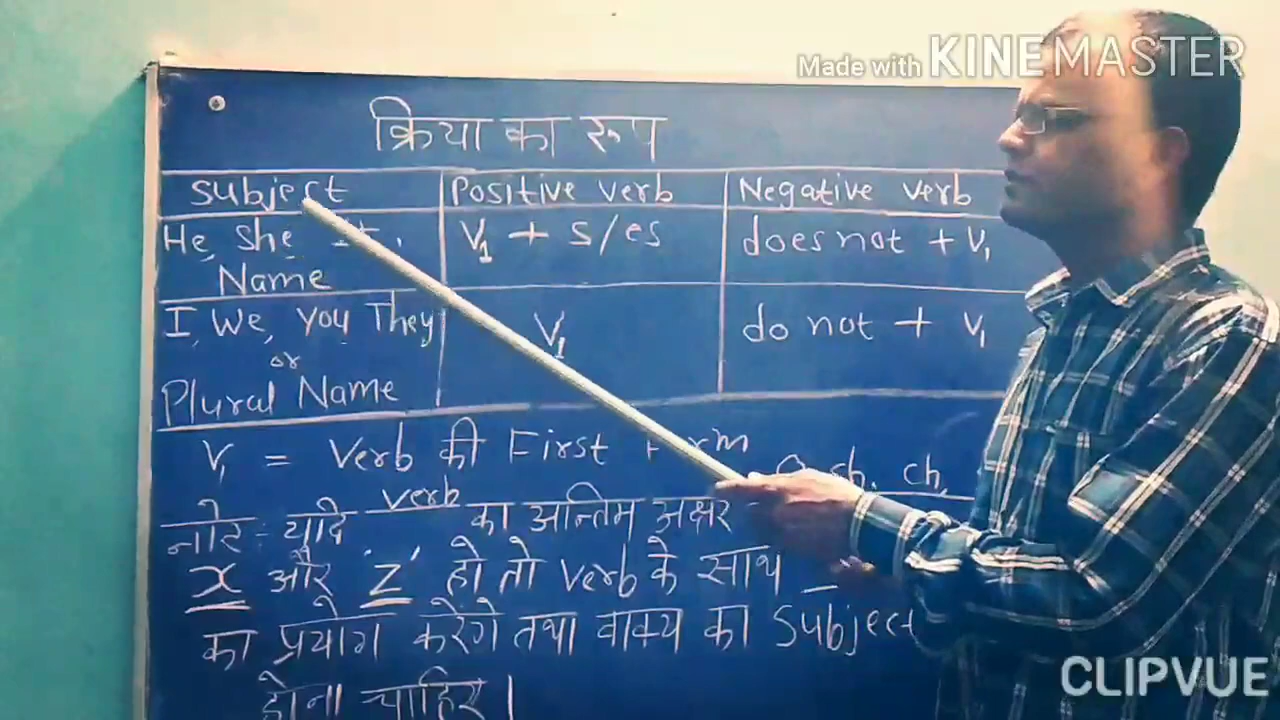 Made with KINEMASTER
क्रिया का रूप
Subject Positive verb Negative verb
He, she It, V1 + s/es does not + V1
Name
I, We, You They V1 do not + V1
or
Plural Name
V1 = Verb की First
verb sh, ch,
नोट :- यदि का अन्तिम अक्षर
x और 'z' हो तो verb के साथ _
का प्रयोग करेंगे तथा वाक्य का Subject
होना चाहिए।
CLIPVUE